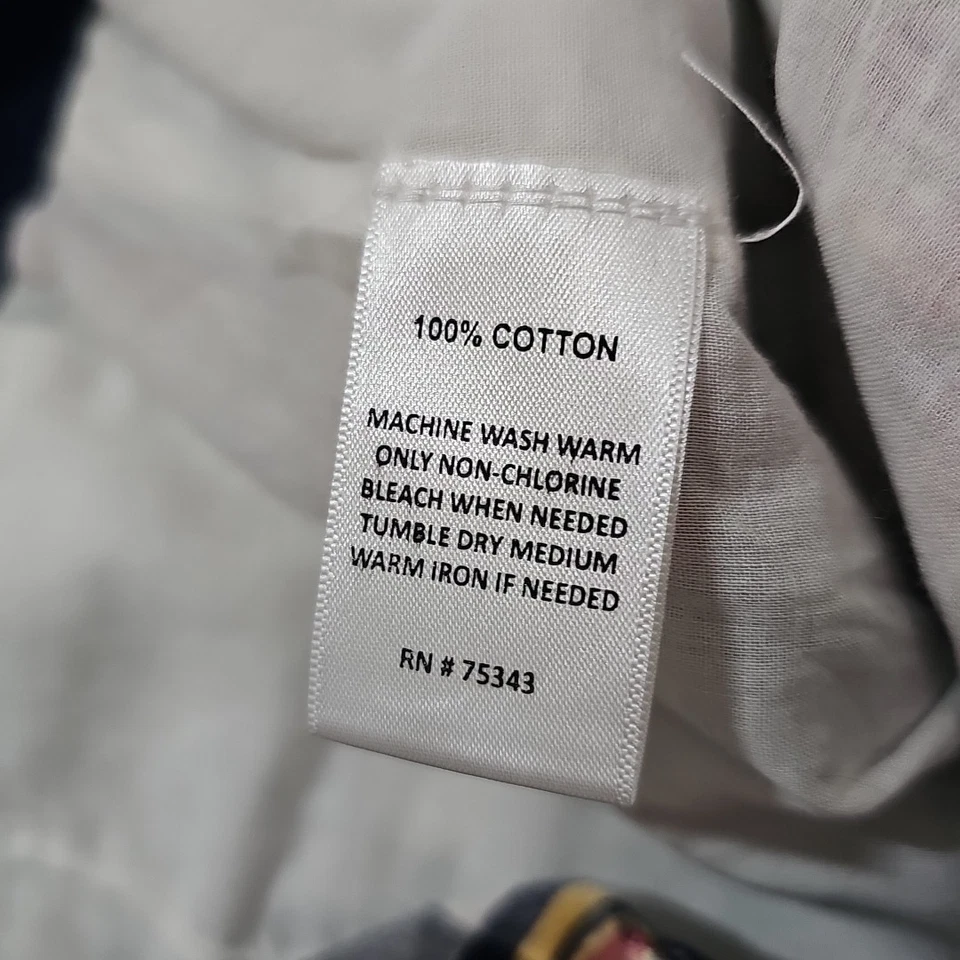 100% COTTON
MACHINE WASH WARM
ONLY NON-CHLORINE
BLEACH WHEN NEEDED
TUMBLE DRY MEDIUM
WARM IRON IF NEEDED
RN # 75343